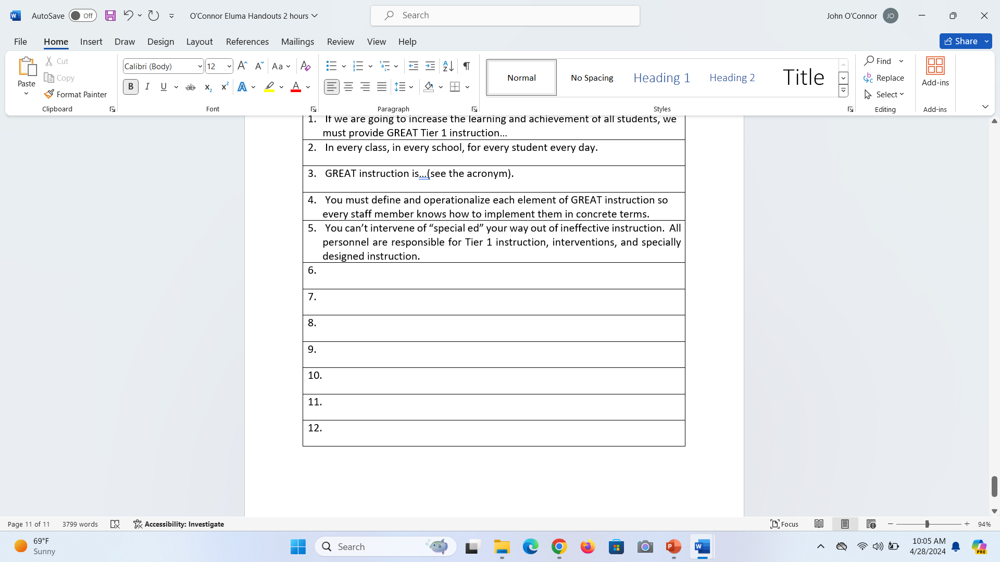 AutoSave Off O'Connor Eluma Handouts 2 hours Search John O'Connor JO
File Home Insert Draw Design Layout References Mailings Review View Help Share
Paste Cut Copy Format Painter Clipboard
Calibri (Body) 12 Font
Paragraph
Normal No Spacing Heading 1 Heading 2 Title Styles
Find Replace Select Editing
Add-ins Add-ins
1. If we are going to increase the learning and achievement of all students, we
must provide GREAT Tier 1 instruction…
2. In every class, in every school, for every student every day.
3. GREAT instruction is…(see the acronym).
4. You must define and operationalize each element of GREAT instruction so
every staff member knows how to implement them in concrete terms.
5. You can’t intervene of “special ed” your way out of ineffective instruction. All
personnel are responsible for Tier 1 instruction, interventions, and specially
designed instruction.
6.
7.
8.
9.
10.
11.
12.
Page 11 of 11 3799 words Accessibility: Investigate Focus 94%
69°F
Sunny
Search
10:05 AM
4/28/2024
PRE